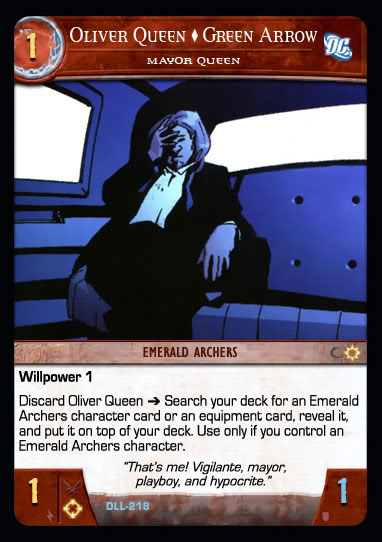 1
Oliver Queen ♦ Green Arrow
Mayor Queen
DC
EMERALD ARCHERS
Willpower 1
Discard Oliver Queen ➔ Search your deck for an Emerald
Archers character card or an equipment card, reveal it,
and put it on top of your deck. Use only if you control an
Emerald Archers character.
"That's me! Vigilante, mayor,
playboy, and hypocrite."
1
DLL-218
1